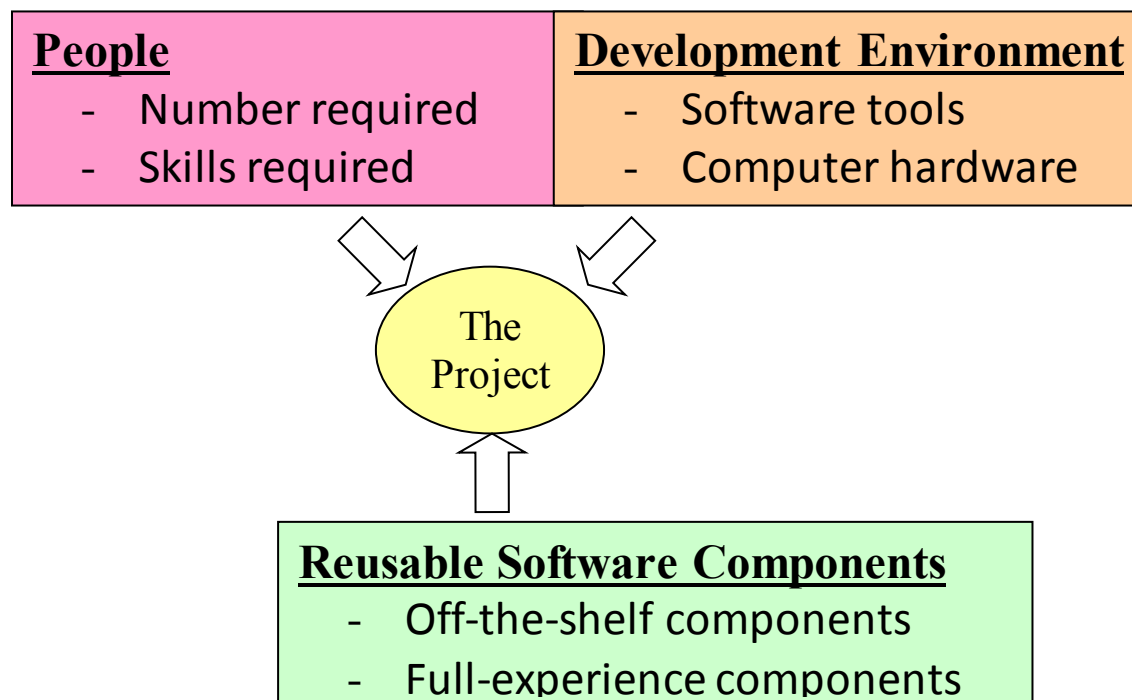 People
- Number required
- Skills required
Development Environment
- Software tools
- Computer hardware
The
Project
Reusable Software Components
- Off-the-shelf components
- Full-experience components